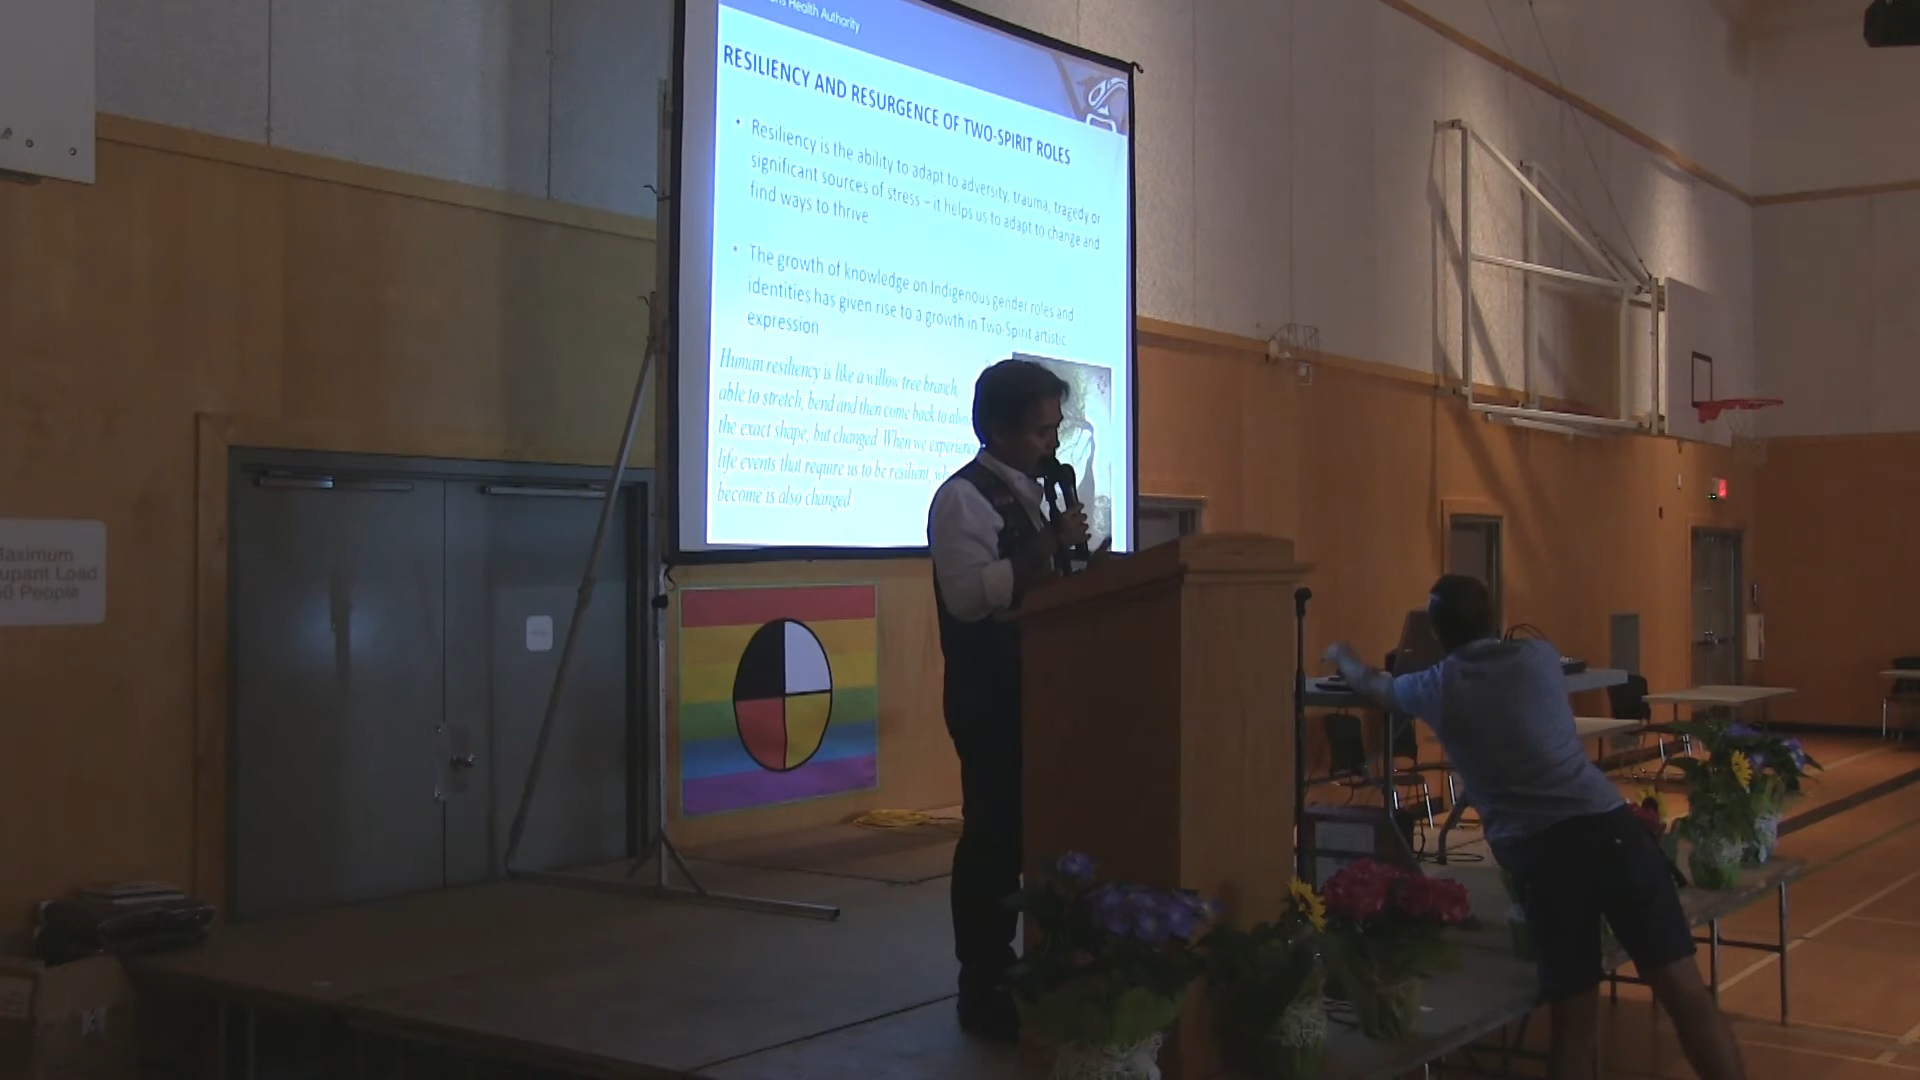 Health Authority
RESILIENCY AND RESURGENCE OF TWO-SPIRIT ROLES
• Resiliency is the ability to adapt to adversity, trauma, tragedy or
significant sources of stress – it helps us to adapt to change and
find ways to thrive
• The growth of knowledge on Indigenous gender roles and
identities has given rise to a growth in Two-Spirit artistic
expression
Human resiliency is like a willow tree branch,
able to stretch, bend and then come back to
the exact shape, but changed. When we
life events that require us to be resilient,
become is also changed.
Load
People